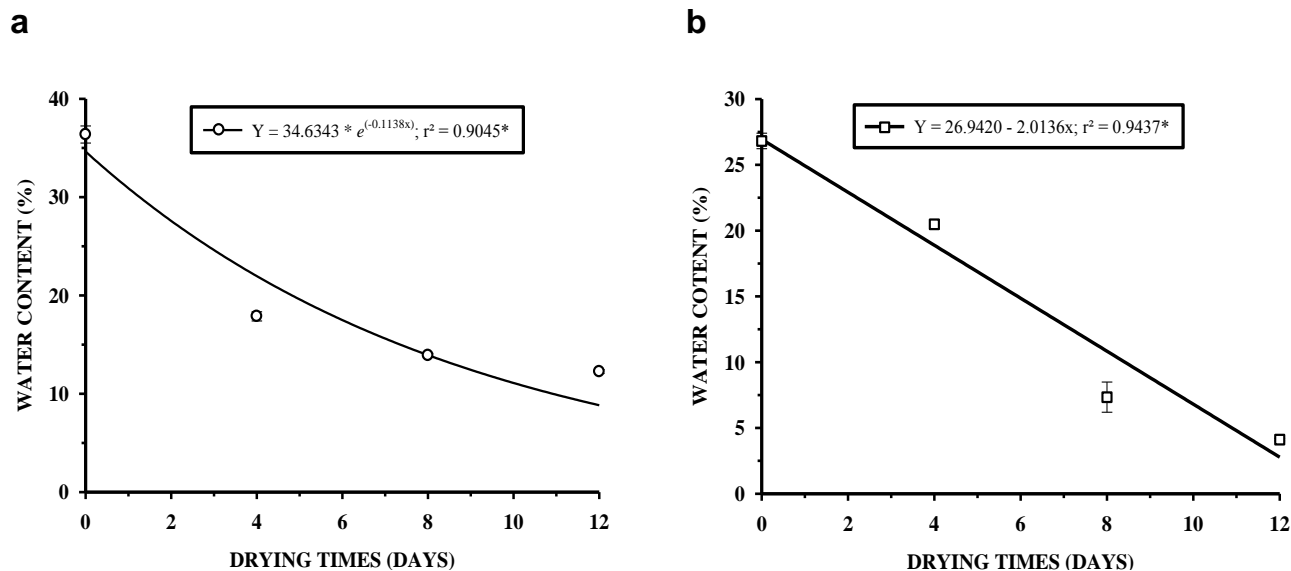 a
WATER CONTENT (%)
40
30
20
10
0
Y = 34.6343 * e^(-0.1138x); r² = 0.9045*
0 2 4 6 8 10 12
DRYING TIMES (DAYS)
b
WATER COTENT (%)
30
25
20
15
10
5
0
Y = 26.9420 - 2.0136x; r² = 0.9437*
0 2 4 6 8 10 12
DRYING TIMES (DAYS)